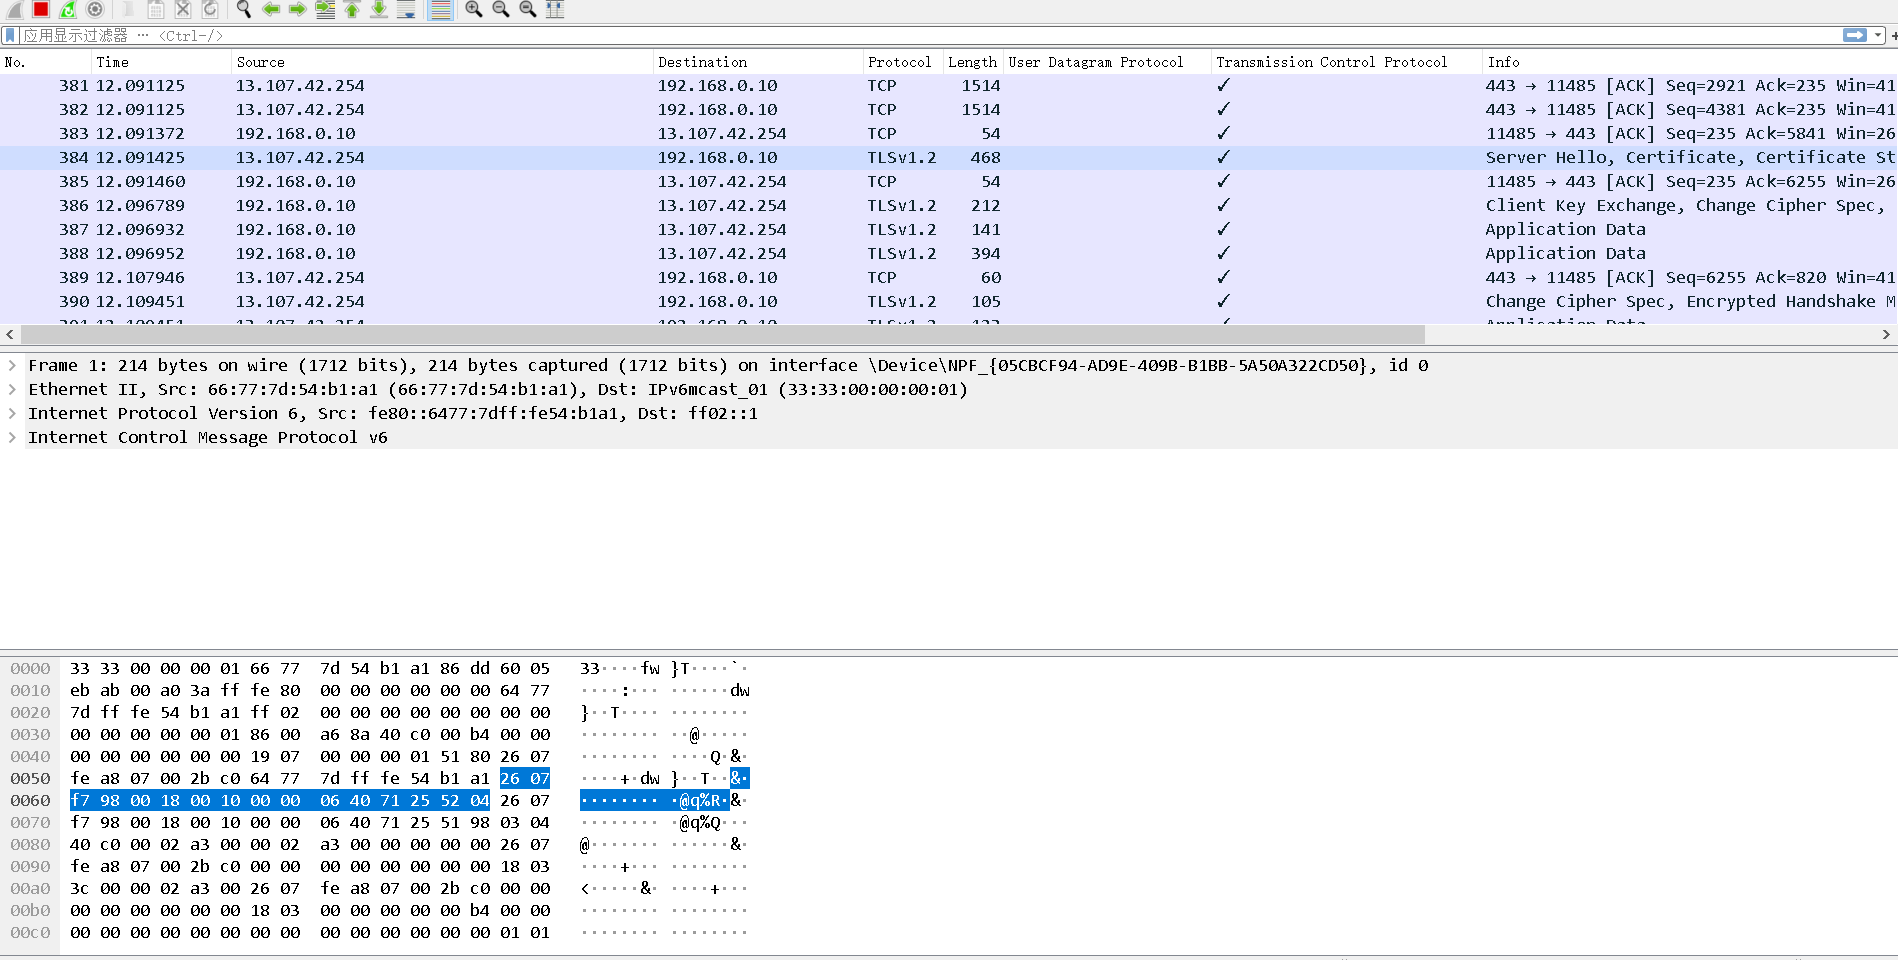 应用显示过滤器 … <Ctrl-/>
No. Time Source Destination Protocol Length User Datagram Protocol Transmission Control Protocol Info
381 12.091125 13.107.42.254 192.168.0.10 TCP 1514 ✓ 443 → 11485 [ACK] Seq=2921 Ack=235 Win=41
382 12.091125 13.107.42.254 192.168.0.10 TCP 1514 ✓ 443 → 11485 [ACK] Seq=4381 Ack=235 Win=41
383 12.091372 192.168.0.10 13.107.42.254 TCP 54 ✓ 11485 → 443 [ACK] Seq=235 Ack=5841 Win=26
384 12.091425 13.107.42.254 192.168.0.10 TLSv1.2 468 ✓ Server Hello, Certificate, Certificate St
385 12.091460 192.168.0.10 13.107.42.254 TCP 54 ✓ 11485 → 443 [ACK] Seq=235 Ack=6255 Win=26
386 12.096789 192.168.0.10 13.107.42.254 TLSv1.2 212 ✓ Client Key Exchange, Change Cipher Spec,
387 12.096932 192.168.0.10 13.107.42.254 TLSv1.2 141 ✓ Application Data
388 12.096952 192.168.0.10 13.107.42.254 TLSv1.2 394 ✓ Application Data
389 12.107946 13.107.42.254 192.168.0.10 TCP 60 ✓ 443 → 11485 [ACK] Seq=6255 Ack=820 Win=41
390 12.109451 13.107.42.254 192.168.0.10 TLSv1.2 105 ✓ Change Cipher Spec, Encrypted Handshake M
Frame 1: 214 bytes on wire (1712 bits), 214 bytes captured (1712 bits) on interface \Device\NPF_{05CBCF94-AD9E-409B-B1BB-5A50A322CD50}, id 0
Ethernet II, Src: 66:77:7d:54:b1:a1 (66:77:7d:54:b1:a1), Dst: IPv6mcast_01 (33:33:00:00:00:01)
Internet Protocol Version 6, Src: fe80::6477:7dff:fe54:b1a1, Dst: ff02::1
Internet Control Message Protocol v6
0000 33 33 00 00 00 01 66 77 7d 54 b1 a1 86 dd 60 05 33····fw }T····`·
0010 eb ab 00 a0 3a ff fe 80 00 00 00 00 00 00 64 77 ····:··· ······dw
0020 7d ff fe 54 b1 a1 ff 02 00 00 00 00 00 00 00 00 }··T···· ········
0030 00 00 00 00 00 01 86 00 a6 8a 40 c0 00 b4 00 00 ········ ··@·····
0040 00 00 00 00 00 00 19 07 00 00 00 01 51 80 26 07 ········ ····Q·&·
0050 fe a8 07 00 2b c0 64 77 7d ff fe 54 b1 a1 26 07 ····+·dw }··T··&·
0060 f7 98 00 18 00 10 00 00 06 40 71 25 52 04 26 07 ········ ·@q%R·&·
0070 f7 98 00 18 00 10 00 00 06 40 71 25 51 98 03 04 ········ ·@q%Q···
0080 40 c0 00 02 a3 00 00 02 a3 00 00 00 00 00 26 07 @······· ······&·
0090 fe a8 07 00 2b c0 00 00 00 00 00 00 00 00 18 03 ····+··· ········
00a0 3c 00 00 02 a3 00 26 07 fe a8 07 00 2b c0 00 00 <·····&· ····+···
00b0 00 00 00 00 00 00 18 03 00 00 00 00 00 b4 00 00 ········ ········
00c0 00 00 00 00 00 00 00 00 00 00 00 00 00 00 01 01 ········ ········